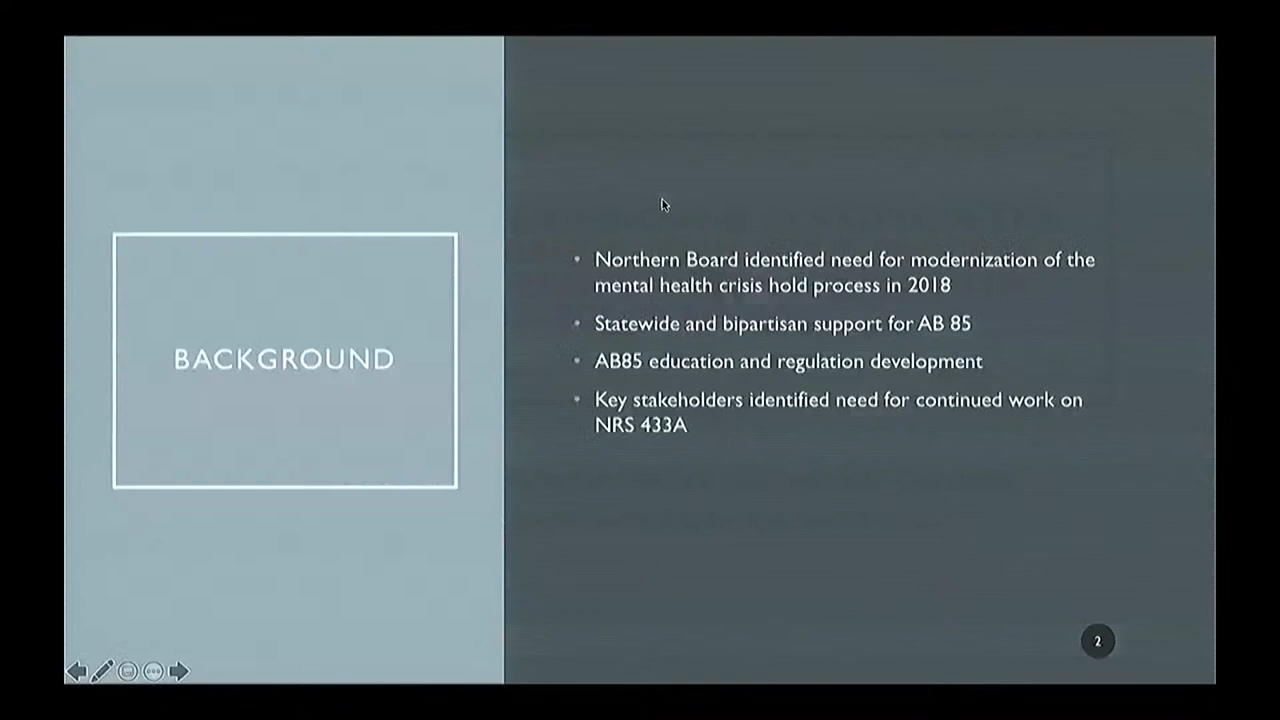 BACKGROUND
Northern Board identified need for modernization of the
mental health crisis hold process in 2018
Statewide and bipartisan support for AB 85
AB85 education and regulation development
Key stakeholders identified need for continued work on
NRS 433A
2